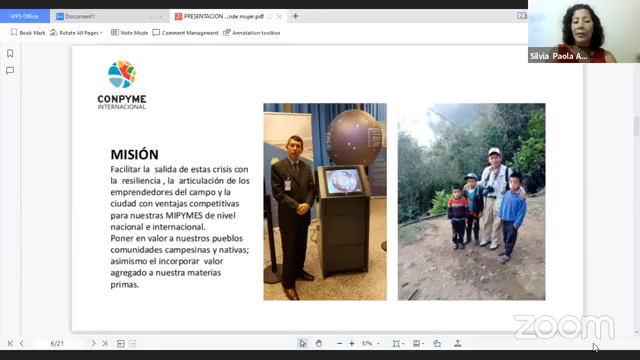 WPS Office
Document1
PRESENTACION ...nde mujer.pdf
Book Mark
Rotate All Pages
Note Mode
Comment Management
Annotation toolbox
Silvia Paola A...
CONPYME
INTERNACIONAL
MISIÓN
Facilitar la salida de estas crisis con
la resiliencia , la articulación de los
emprendedores del campo y la
ciudad con ventajas competitivas
para nuestras MIPYMES de nivel
nacional e internacional.
Poner en valor a nuestros pueblos
comunidades campesinas y nativas;
asimismo el incorporar valor
agregado a nuestra materias
primas.
zoom
6/21
57%